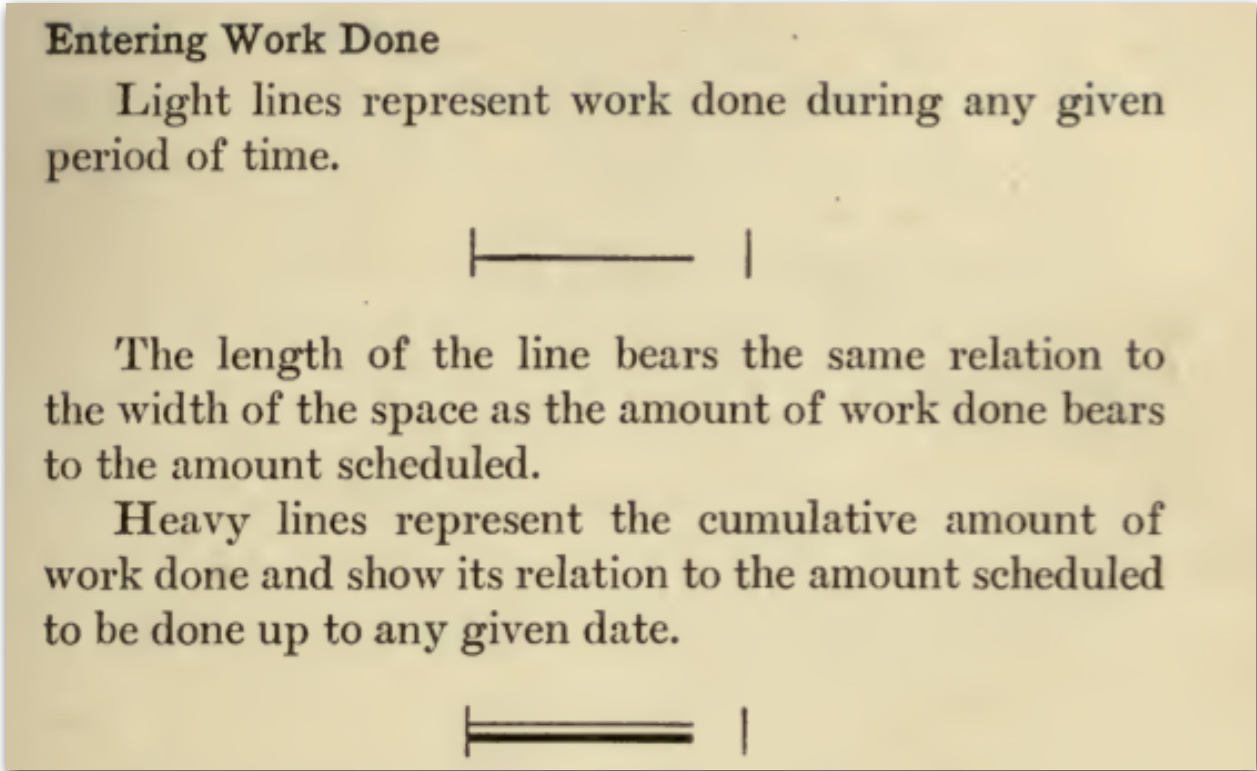 Entering Work Done
Light lines represent work done during any given
period of time.
The length of the line bears the same relation to
the width of the space as the amount of work done bears
to the amount scheduled.
Heavy lines represent the cumulative amount of
work done and show its relation to the amount scheduled
to be done up to any given date.